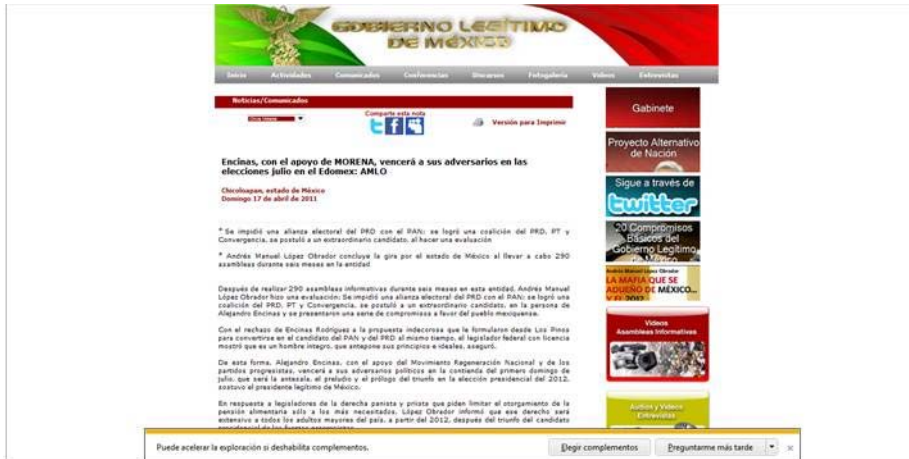 GOBIERNO LEGÍTIMO
DE MÉXICO
Inicio Actividades Comunicados Conferencias Discursos Fotogalería Videos Entrevistas
Noticias/Comunicados
Comparte esta nota
Versión para Imprimir
Encinas, con el apoyo de MORENA, vencerá a sus adversarios en las
elecciones julio en el Edomex: AMLO
Chicoloapan, estado de México
Domingo 17 de abril de 2011
* Se impidió una alianza electoral del PRD con el PAN; se logró una coalición del PRD, PT y
Convergencia, se postuló a un extraordinario candidato, al hacer una evaluación
* Andrés Manuel López Obrador concluye la gira por el estado de México al llevar a cabo 290
asambleas durante seis meses en la entidad
Después de realizar 290 asambleas informativas durante seis meses en esta entidad, Andrés Manuel
López Obrador hizo una evaluación: Se impidió una alianza electoral del PRD con el PAN; se logró una
coalición del PRD, PT y Convergencia, se postuló a un extraordinario candidato, en la persona de
Alejandro Encinas y se presentaron una serie de compromisos a favor del pueblo mexiquense.
Con el rechazo de Encinas Rodríguez a la propuesta indecorosa que le formularon desde Los Pinos
para convertirse en el candidato del PAN y del PRD al mismo tiempo, el legislador federal con licencia
mostró que es un hombre íntegro, que antepone sus principios e ideales, aseguró.
De esta forma, Alejandro Encinas, con el apoyo del Movimiento Regeneración Nacional y de los
partidos progresistas, vencerá a sus adversarios políticos en la contienda del primer domingo de
julio, que será la antesala, el preludio y el prólogo del triunfo en la elección presidencial del 2012,
sostuvo el presidente legítimo de México.
En respuesta a legisladores de la derecha panista y priista que piden limitar el otorgamiento de la
pensión alimentaria sólo a los más necesitados, López Obrador informó que ese derecho será
extensivo a todos los adultos mayores del país, a partir del 2012, después del triunfo del candidato
Gabinete
Proyecto Alternativo
de Nación
Sigue a través de
twitter
20 Compromisos
Básicos del
Gobierno Legítimo
de México
Andrés Manuel López Obrador
LA MAFIA QUE SE
ADUEÑÓ DE MÉXICO...
Y EL 2012
Videos
Asambleas Informativas
Audios y Videos
Entrevistas
Puede acelerar la exploración si deshabilita complementos.
Elegir complementos
Preguntarme más tarde